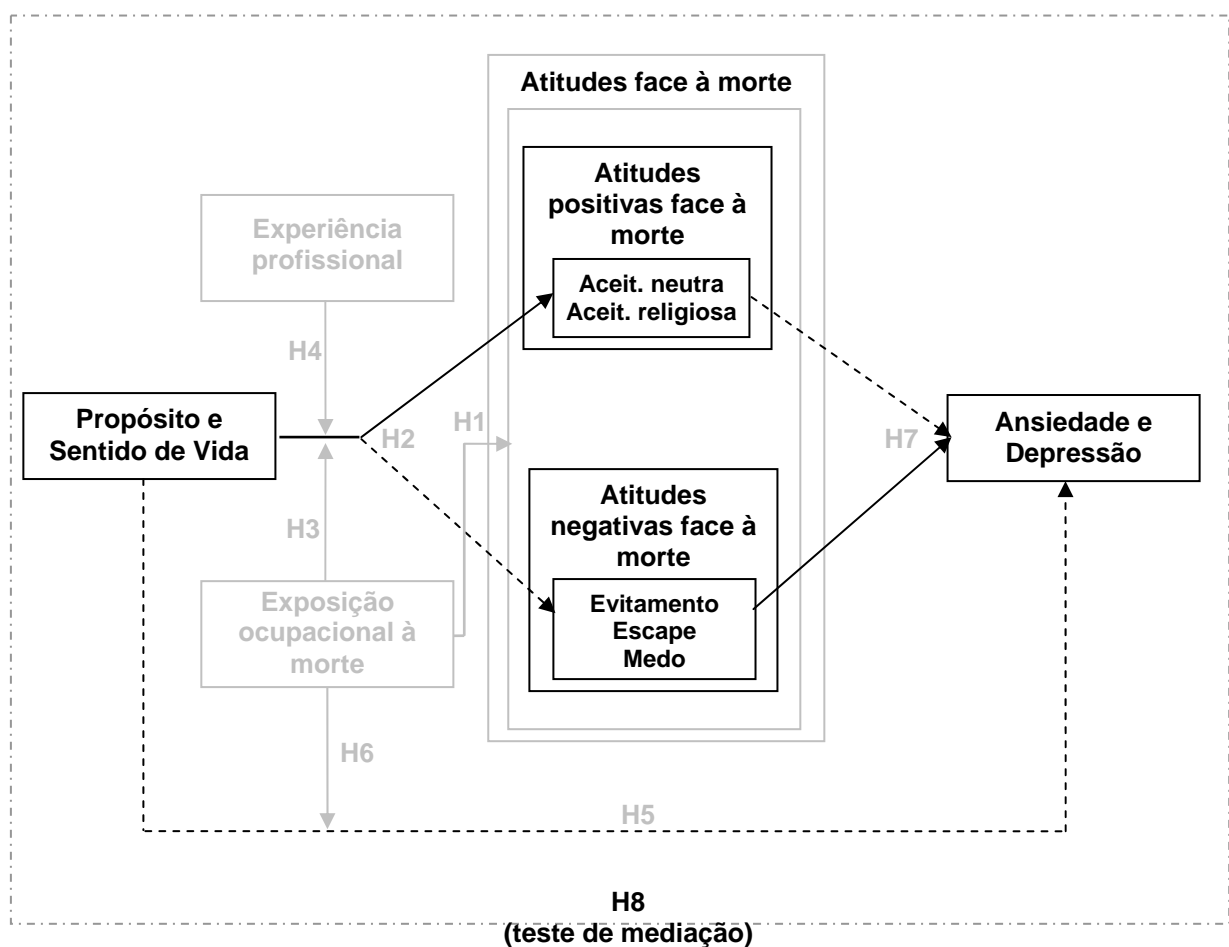 Atitudes face à morte
Atitudes
positivas face à
morte
Aceit. neutra
Aceit. religiosa
Experiência
profissional
H4
Propósito e
Sentido de Vida
H2
H1
H7
Ansiedade e
Depressão
H3
Atitudes
negativas face à
morte
Evitamento
Escape
Medo
Exposição
ocupacional à
morte
H6
H5
H8
(teste de mediação)